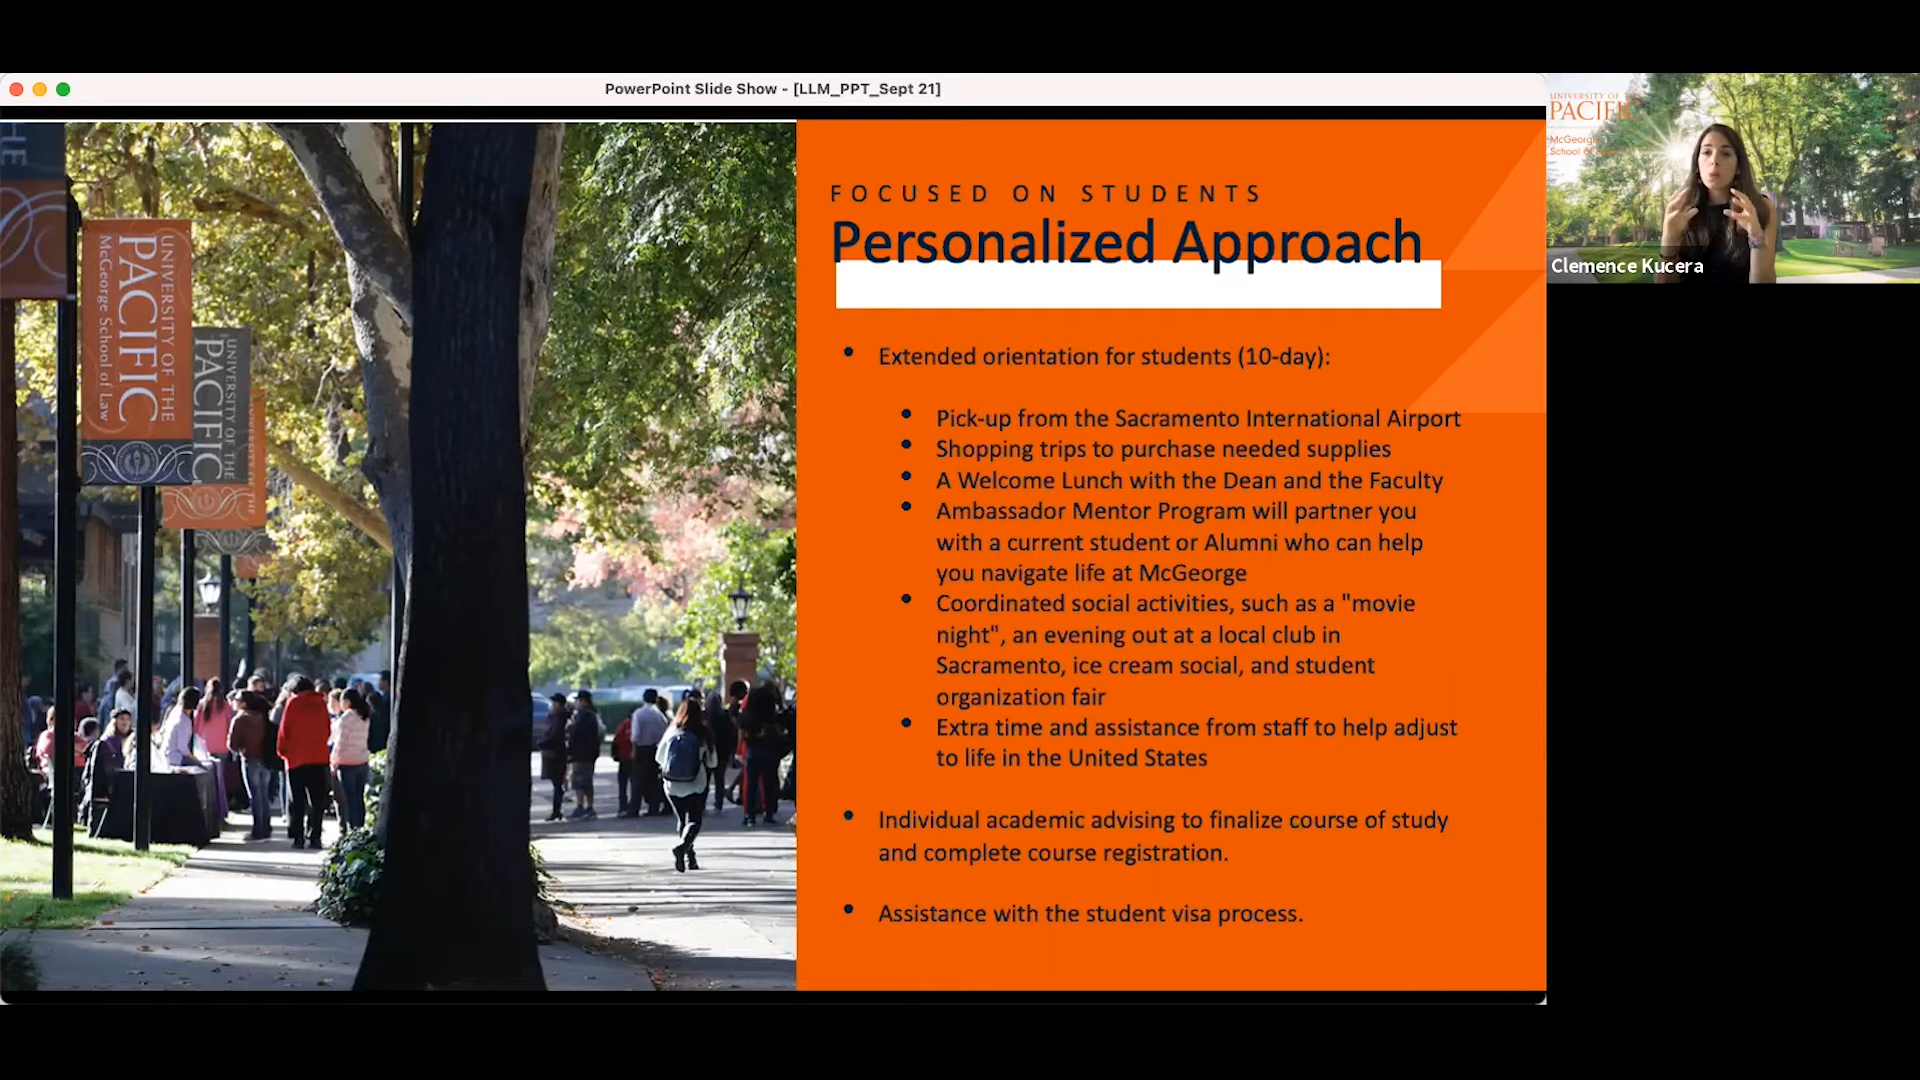 PowerPoint Slide Show - [LLM_PPT_Sept 21]
THE
UNIVERSITY OF THE
PACIFIC
McGeorge School of Law
UNIVERSITY OF THE
PACIFIC
FOCUSED ON STUDENTS
Personalized Approach
• Extended orientation for students (10-day):
• Pick-up from the Sacramento International Airport
• Shopping trips to purchase needed supplies
• A Welcome Lunch with the Dean and the Faculty
• Ambassador Mentor Program will partner you
with a current student or Alumni who can help
you navigate life at McGeorge
• Coordinated social activities, such as a "movie
night", an evening out at a local club in
Sacramento, ice cream social, and student
organization fair
• Extra time and assistance from staff to help adjust
to life in the United States
• Individual academic advising to finalize course of study
and complete course registration.
• Assistance with the student visa process.
UNIVERSITY OF
PACIFIC
McGeorge
School
Clemence Kucera